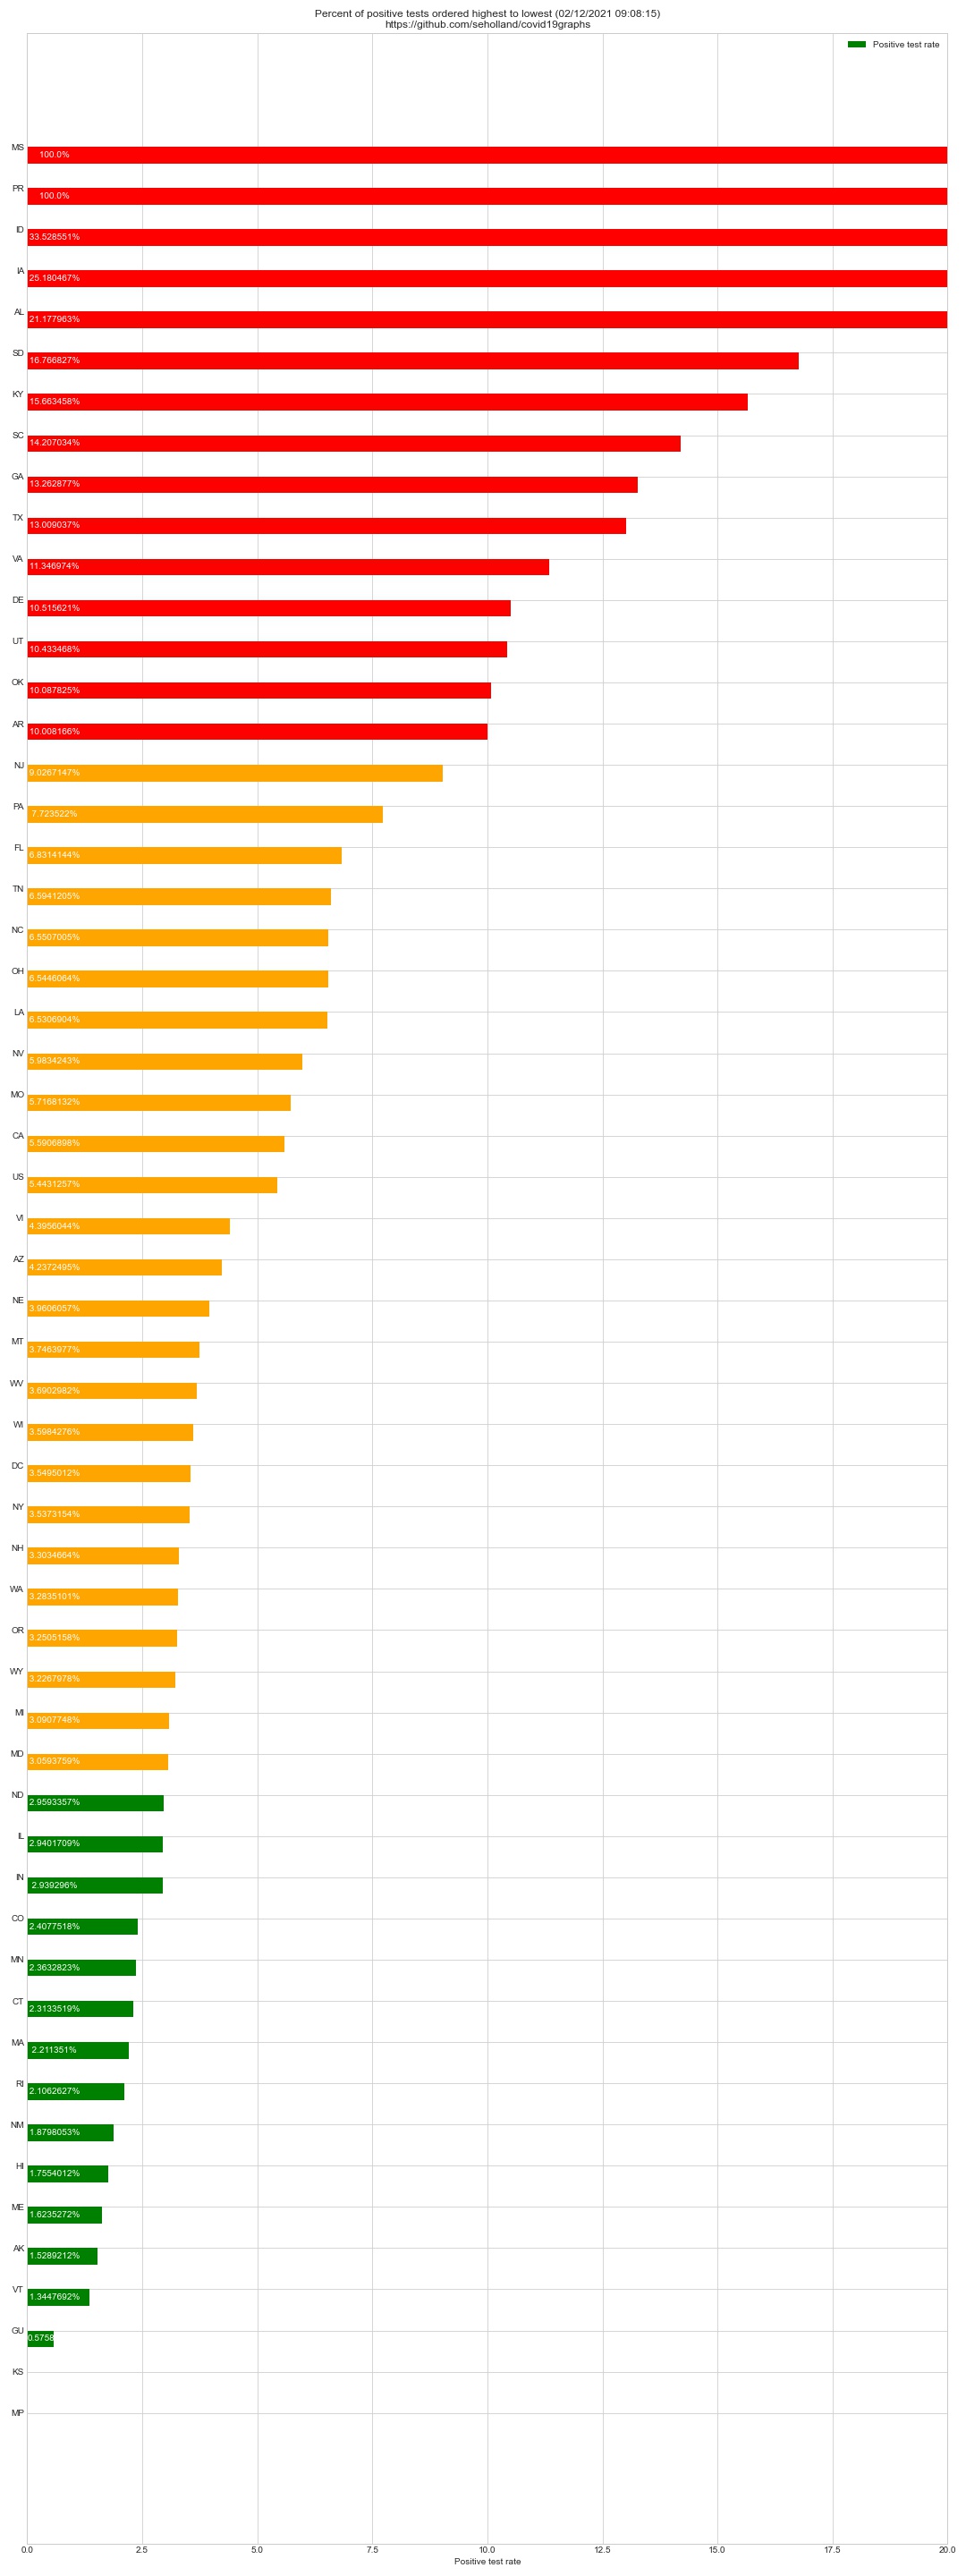 Percent of positive tests ordered highest to lowest (02/12/2021 09:08:15)
https://github.com/seholland/covid19graphs
Positive test rate
MS 100.0%
PR 100.0%
ID 33.528551%
IA 25.180467%
AL 21.177963%
SD 16.766827%
KY 15.663458%
SC 14.207034%
GA 13.262877%
TX 13.009037%
VA 11.346974%
DE 10.515621%
UT 10.433468%
OK 10.087825%
AR 10.008166%
NJ 9.0267147%
PA 7.723522%
FL 6.8314144%
TN 6.5941205%
NC 6.5507005%
OH 6.5446064%
LA 6.5306904%
NV 5.9834243%
MO 5.7168132%
CA 5.5906898%
US 5.4431257%
VI 4.3956044%
AZ 4.2372495%
NE 3.9606057%
MT 3.7463977%
WV 3.6902982%
WI 3.5984276%
DC 3.5495012%
NY 3.5373154%
NH 3.3034664%
WA 3.2835101%
OR 3.2505158%
WY 3.2267978%
MI 3.0907748%
MD 3.0593759%
ND 2.9593357%
IL 2.9401709%
IN 2.939296%
CO 2.4077518%
MN 2.3632823%
CT 2.3133519%
MA 2.211351%
RI 2.1062627%
NM 1.8798053%
HI 1.7554012%
ME 1.6235272%
AK 1.5289212%
VT 1.3447692%
GU 0.5758
KS
MP
0.0 2.5 5.0 7.5 10.0 12.5 15.0 17.5 20.0
Positive test rate